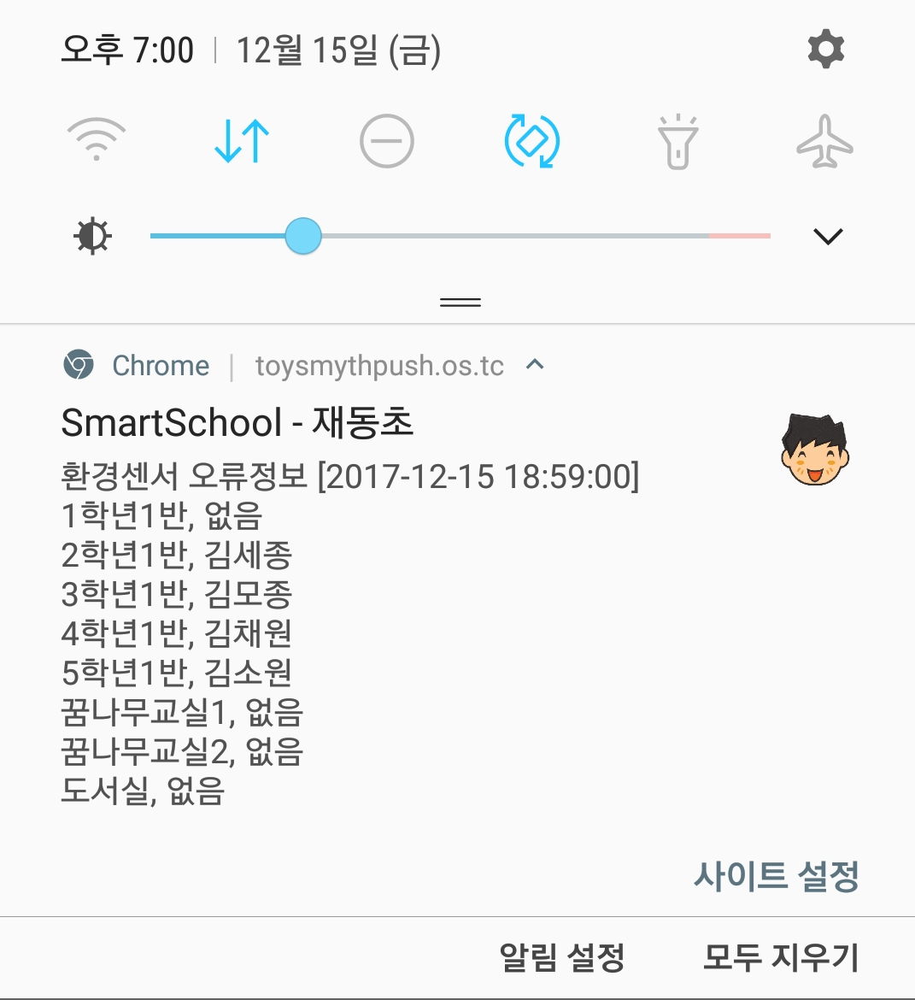 오후 7:00 | 12월 15일 (금)
Chrome | toysmythpush.os.tc
SmartSchool - 재동초
환경센서 오류정보 [2017-12-15 18:59:00]
1학년1반, 없음
2학년1반, 김세종
3학년1반, 김모종
4학년1반, 김채원
5학년1반, 김소원
꿈나무교실1, 없음
꿈나무교실2, 없음
도서실, 없음
사이트 설정
알림 설정 모두 지우기